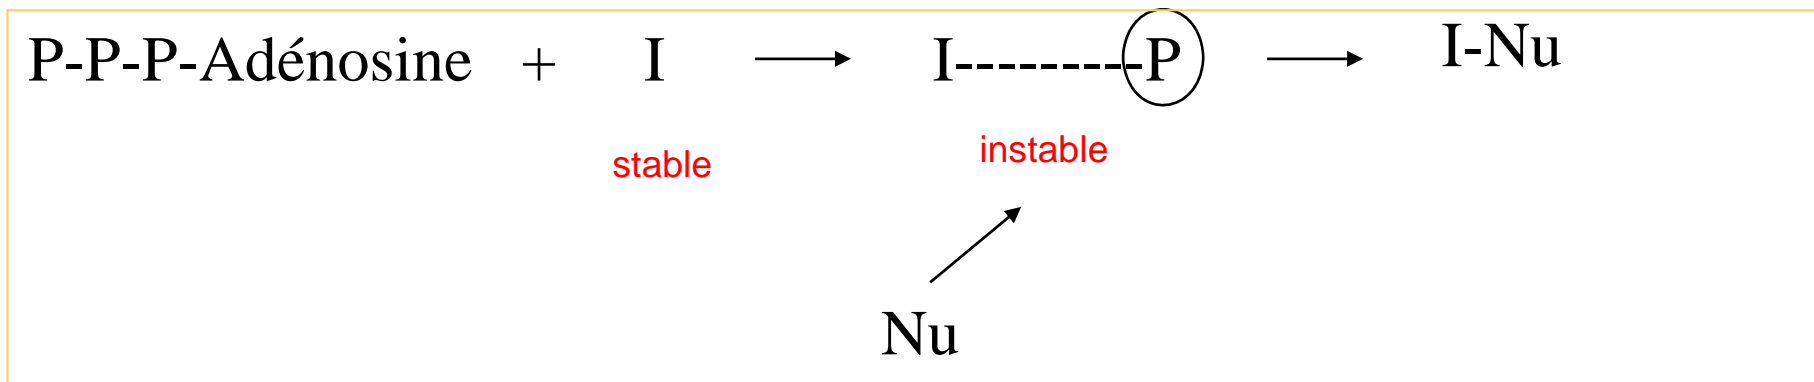 P-P-P-Adénosine + I I---------P I-Nu
stable instable
Nu